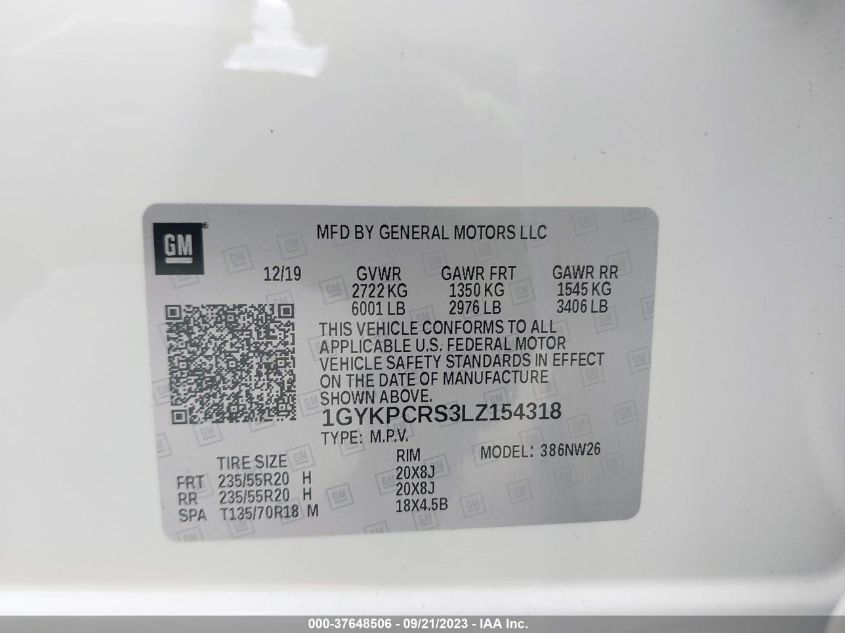 GM
MFD BY GENERAL MOTORS LLC
12/19 GVWR GAWR FRT GAWR RR
2722 KG 1350 KG 1545 KG
6001 LB 2976 LB 3406 LB
THIS VEHICLE CONFORMS TO ALL
APPLICABLE U.S. FEDERAL MOTOR
VEHICLE SAFETY STANDARDS IN EFFECT
ON THE DATE OF MANUFACTURE
SHOWN ABOVE.
1GYKPCRS3LZ154318
TYPE: M.P.V. MODEL: 386NW26
TIRE SIZE RIM
FRT 235/55R20 H 20X8J
RR 235/55R20 H 20X8J
SPA T135/70R18 M 18X4.5B
000-37648506 - 09/21/2023 - IAA Inc.